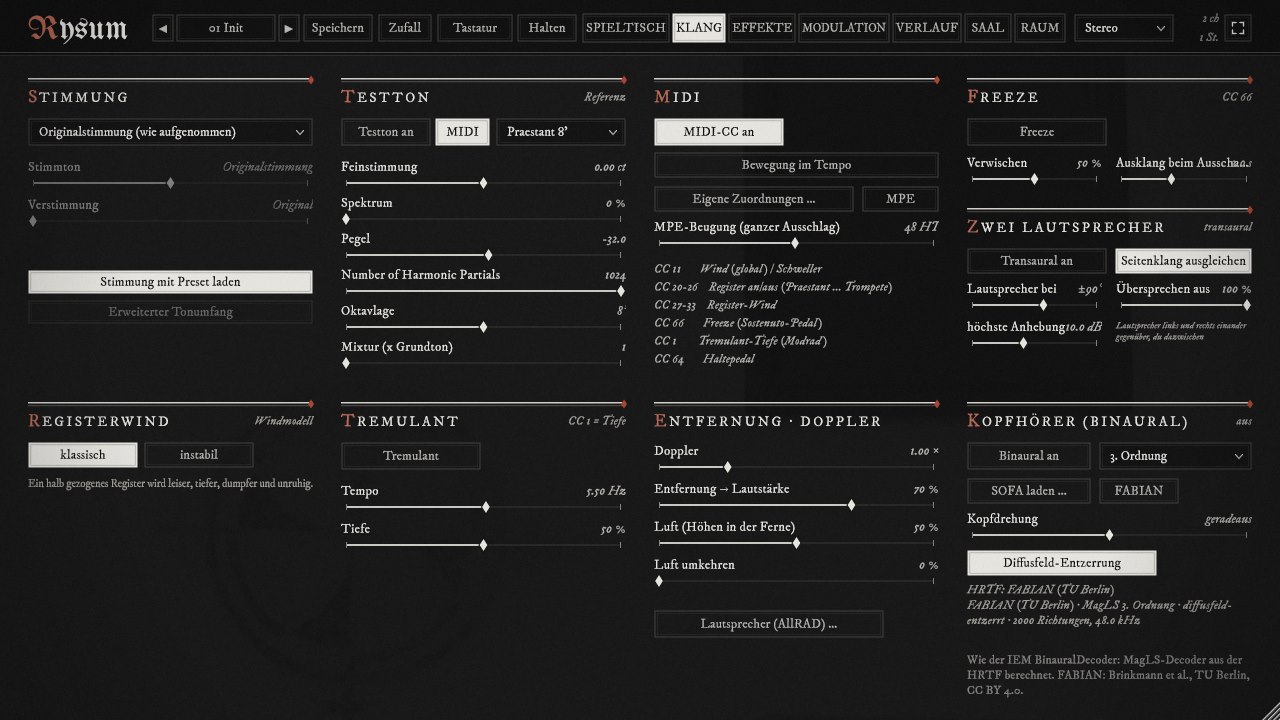 Rysum
◀ 01 Init ▶ Speichern Zufall Tastatur Halten SPIELTISCH KLANG EFFEKTE MODULATION VERLAUF SAAL RAUM Stereo
2 ch
1 St.
STIMMUNG
Originalstimmung (wie aufgenommen)
Stimmton Originalstimmung
Verstimmung Original
Stimmung mit Preset laden
Erweiterter Tonumfang
TESTTON Referenz
Testton an MIDI Praestant 8'
Feinstimmung 0.00 ct
Spektrum 0 %
Pegel -32.0
Number of Harmonic Partials 1024
Oktavlage 8'
Mixtur (x Grundton) 1
MIDI
MIDI-CC an
Bewegung im Tempo
Eigene Zuordnungen ... MPE
MPE-Beugung (ganzer Ausschlag) 48 HT
CC 11 Wind (global) / Schweller
CC 20-26 Register an/aus (Praestant ... Trompete)
CC 27-33 Register-Wind
CC 66 Freeze (Sostenuto-Pedal)
CC 1 Tremulant-Tiefe (Modrad)
CC 64 Haltepedal
FREEZE CC 66
Freeze
Verwischen 50 % Ausklang beim Ausscha
ZWEI LAUTSPRECHER transaural
Transaural an Seitenklang ausgleichen
Lautsprecher bei ±90° Übersprechen aus 100 %
höchste Anhebung 10.0 dB
Lautsprecher links und rechts einander
gegenüber, du dazwischen
REGISTERWIND Windmodell
klassisch instabil
Ein halb gezogenes Register wird leiser, tiefer, dumpfer und unruhig.
TREMULANT CC 1 = Tiefe
Tremulant
Tempo 5.50 Hz
Tiefe 50 %
ENTFERNUNG · DOPPLER
Doppler 1.00 ×
Entfernung → Lautstärke 70 %
Luft (Höhen in der Ferne) 50 %
Luft umkehren 0 %
Lautsprecher (AllRAD) ...
KOPFHÖRER (BINAURAL) aus
Binaural an 3. Ordnung
SOFA laden ... FABIAN
Kopfdrehung geradeaus
Diffusfeld-Entzerrung
HRTF: FABIAN (TU Berlin)
FABIAN (TU Berlin) · MagLS 3. Ordnung · diffusfeld-
entzerrt · 2000 Richtungen, 48.0 kHz
Wie der IEM BinauralDecoder: MagLS-Decoder aus der
HRTF berechnet. FABIAN: Brinkmann et al., TU Berlin,
CC BY 4.0.